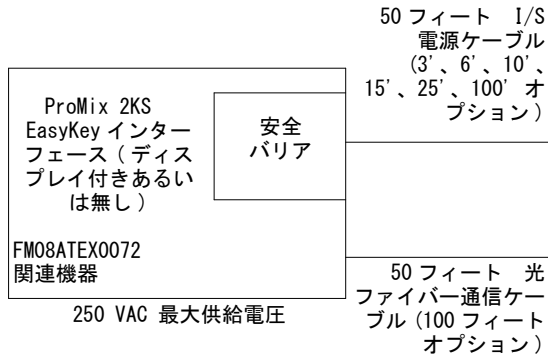 50 フィート I/S
電源ケーブル
(3'、6'、10'、
15'、25'、100' オ
プション)
ProMix 2KS
EasyKey インター
フェース ( ディス
プレイ付きあるい
は無し )
安全
バリア
FM08ATEX0072
関連機器
250 VAC 最大供給電圧
50 フィート 光
ファイバー通信ケー
ブル (100 フィート
オプション)